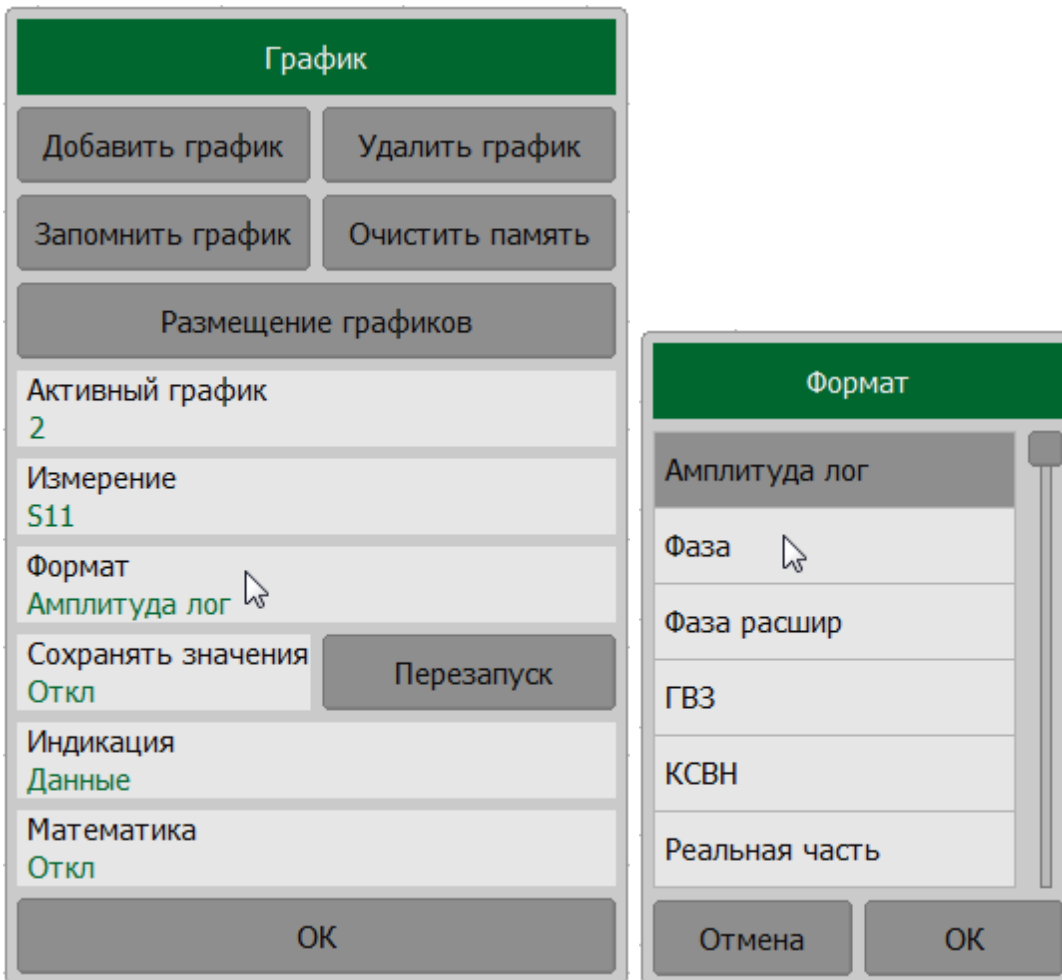 График
Добавить график
Удалить график
Запомнить график
Очистить память
Размещение графиков
Активный график
2
Измерение
S11
Формат
Амплитуда лог
Сохранять значения
Откл
Перезапуск
Индикация
Данные
Математика
Откл
ОК
Формат
Амплитуда лог
Фаза
Фаза расшир
ГВЗ
КСВН
Реальная часть
Отмена
ОК